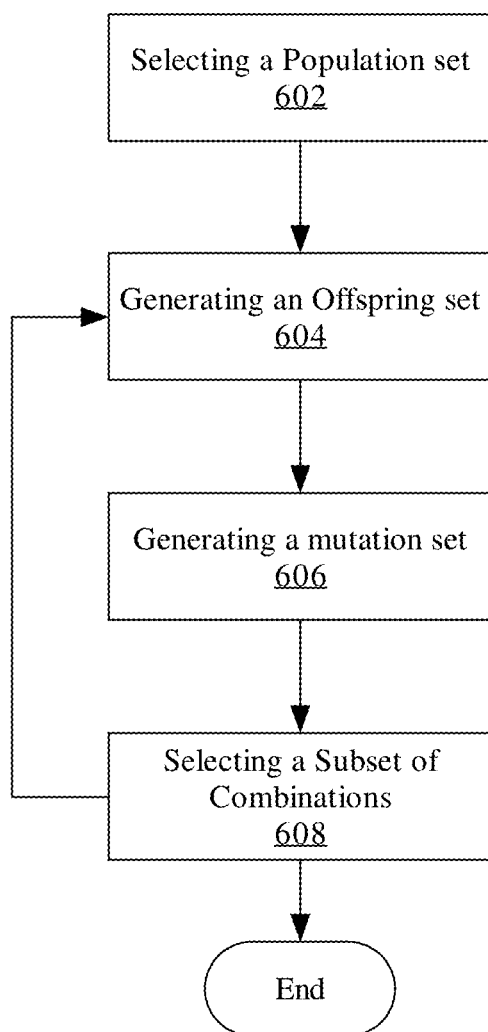 Selecting a Population set
602
Generating an Offspring set
604
Generating a mutation set
606
Selecting a Subset of
Combinations
608
End